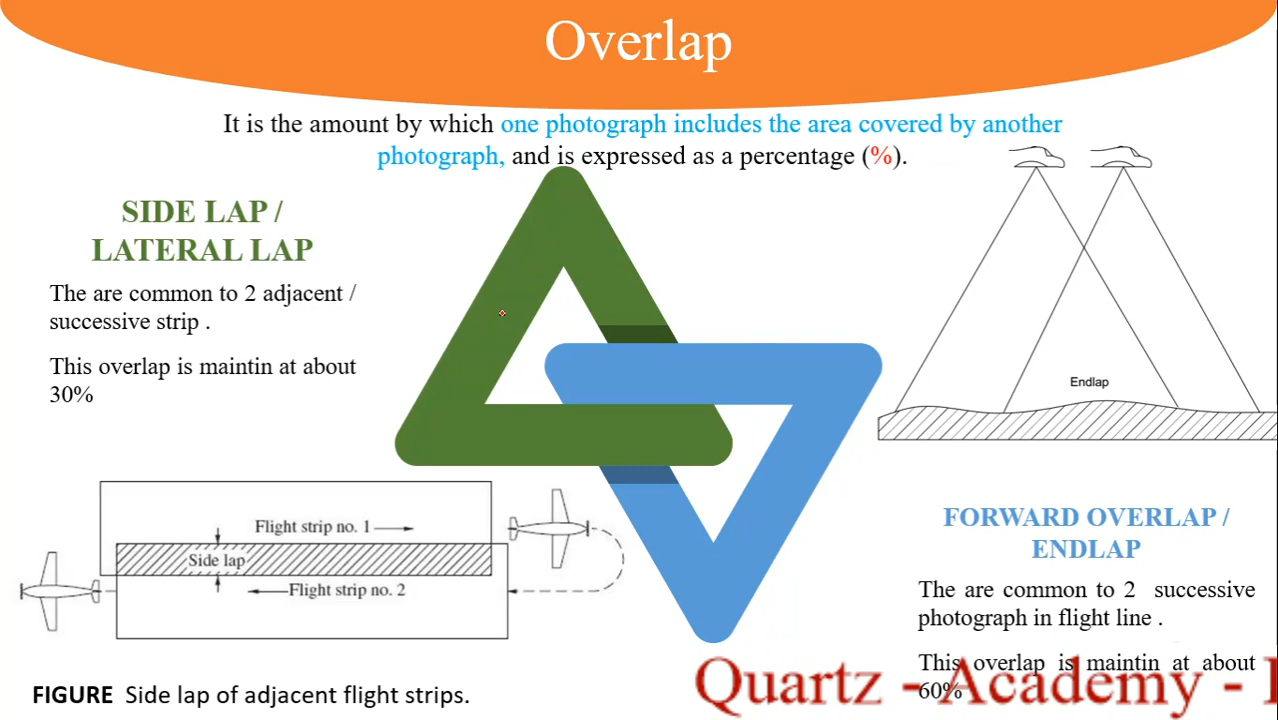 Overlap
It is the amount by which one photograph includes the area covered by another
photograph, and is expressed as a percentage (%).
SIDE LAP /
LATERAL LAP
The are common to 2 adjacent /
successive strip .
This overlap is maintin at about
30%
Endlap
Flight strip no. 1
Side lap
Flight strip no. 2
FIGURE Side lap of adjacent flight strips.
FORWARD OVERLAP /
ENDLAP
The are common to 2 successive
photograph in flight line .
This overlap is maintin at about
60%
Quartz - Academy -